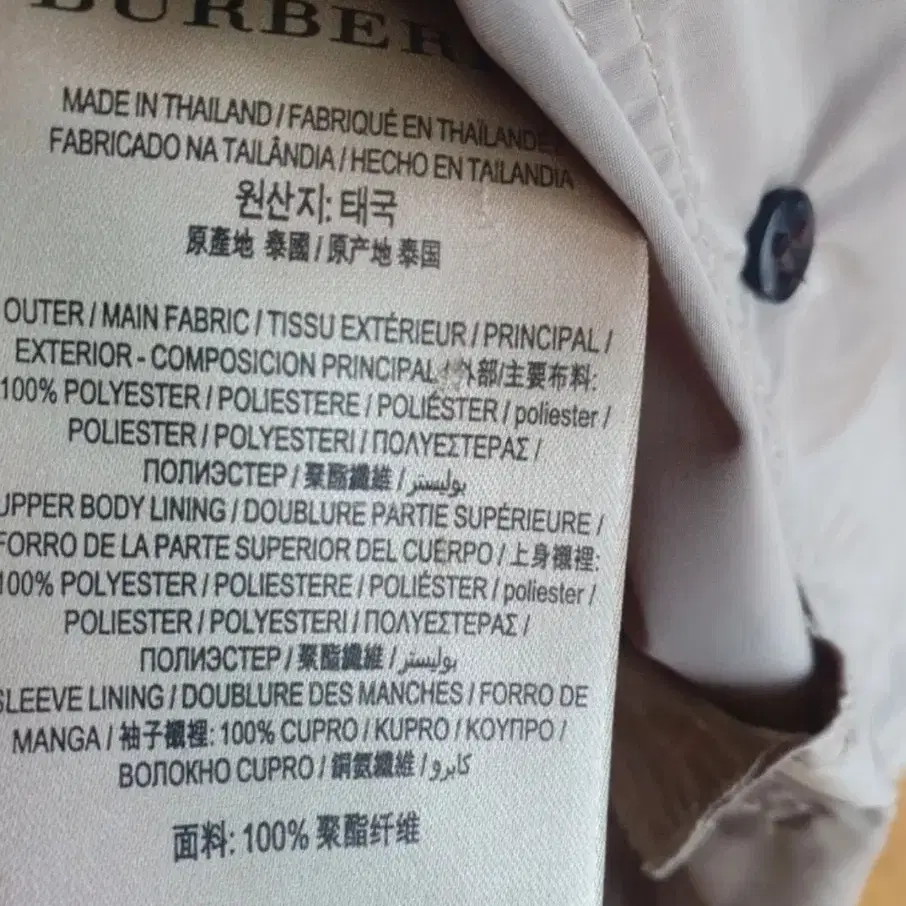 BURBER
MADE IN THAILAND / FABRIQUÉ EN THAÏLANDE /
FABRICADO NA TAILÂNDIA / HECHO EN TAILANDIA
원산지: 태국
原產地 泰國 / 原产地 泰国
OUTER / MAIN FABRIC / TISSU EXTÉRIEUR / PRINCIPAL /
EXTERIOR - COMPOSICION PRINCIPAL / 外部/主要布料:
100% POLYESTER / POLIESTERE / POLIÉSTER / poliester /
POLIESTER / POLYESTERI / ΠΟΛΥΕΣΤΕΡΑΣ /
ПОЛИЭСТЕР / 聚酯纖維 / بوليستر
UPPER BODY LINING / DOUBLURE PARTIE SUPÉRIEURE /
FORRO DE LA PARTE SUPERIOR DEL CUERPO / 上身襯裡:
100% POLYESTER / POLIESTERE / POLIÉSTER / poliester /
POLIESTER / POLYESTERI / ΠΟΛΥΕΣΤΕΡΑΣ /
ПОЛИЭСТЕР / 聚酯纖維 / بوليستر
SLEEVE LINING / DOUBLURE DES MANCHES / FORRO DE
MANGA / 袖子襯裡: 100% CUPRO / KUPRO / ΚΟΥΠΡΟ /
ВОЛОКНО CUPRO / 銅氨纖維 / كابرو
面料: 100% 聚酯纤维